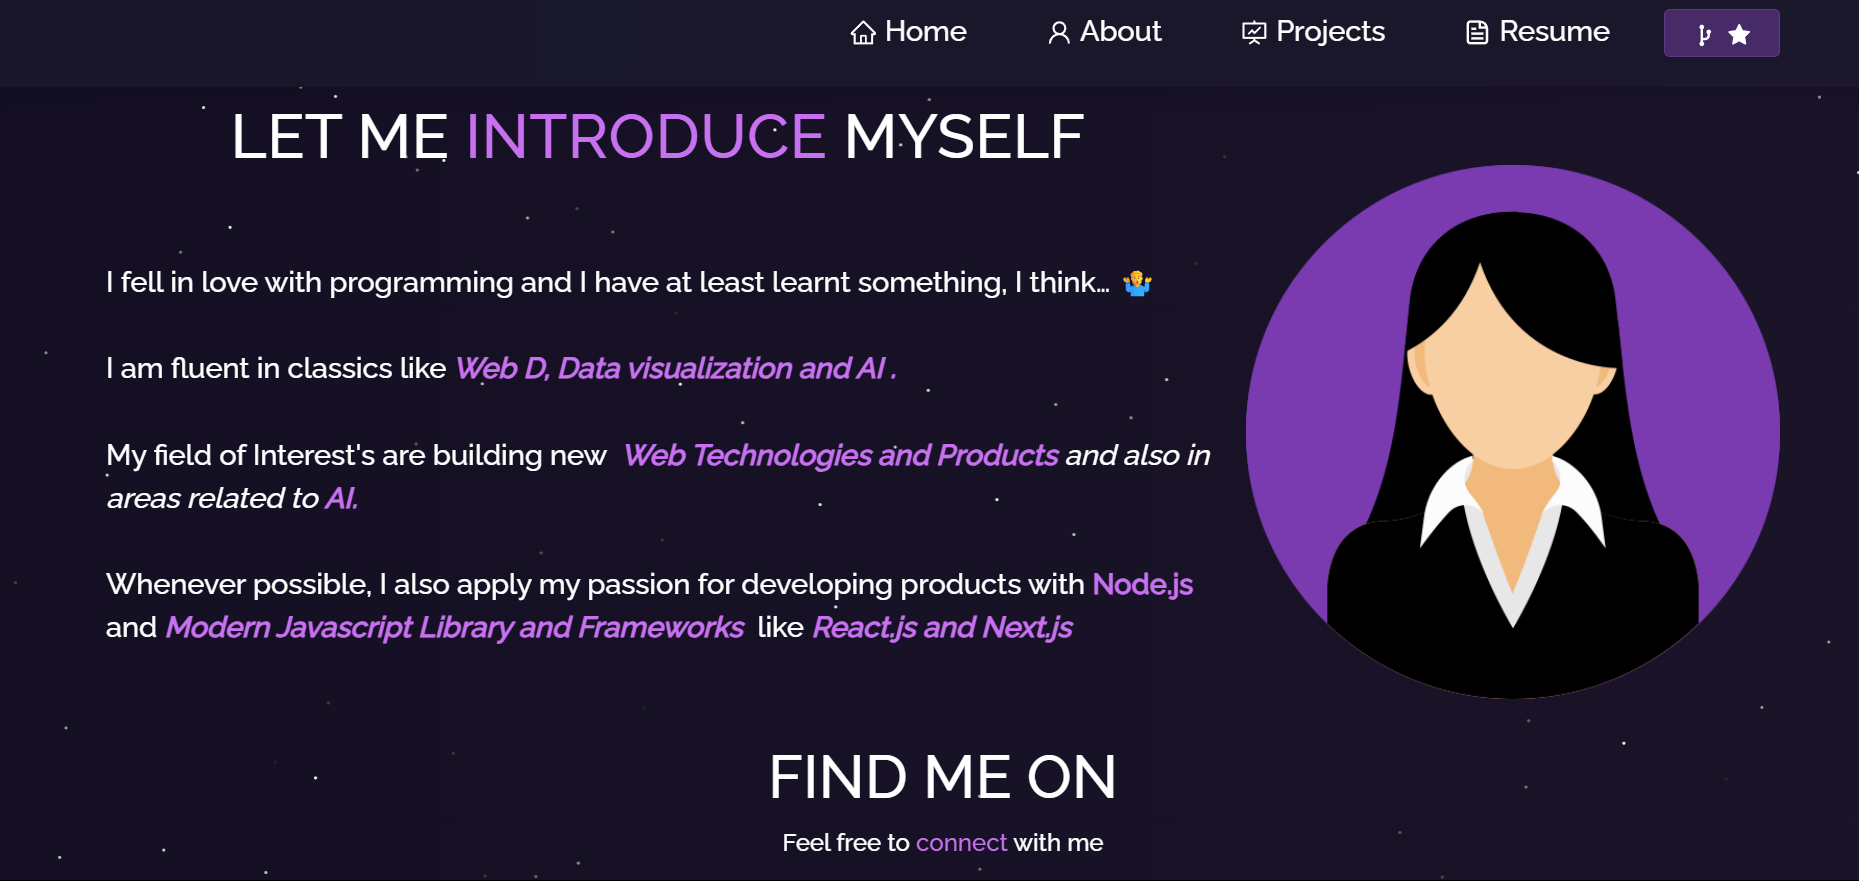 Home About Projects Resume
LET ME INTRODUCE MYSELF
I fell in love with programming and I have at least learnt something, I think… 🤷‍♂️
I am fluent in classics like Web D, Data visualization and AI .
My field of Interest's are building new Web Technologies and Products and also in
areas related to AI.
Whenever possible, I also apply my passion for developing products with Node.js
and Modern Javascript Library and Frameworks like React.js and Next.js
FIND ME ON
Feel free to connect with me